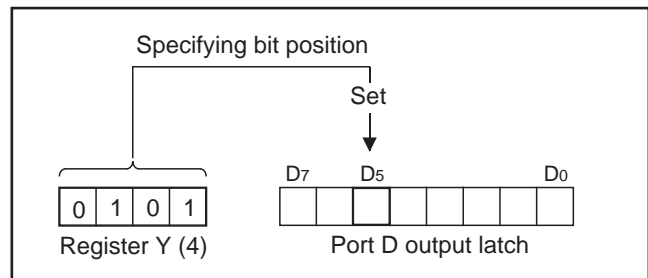 Specifying bit position
Set
D7 D5 D0
0 1 0 1
Register Y (4) Port D output latch